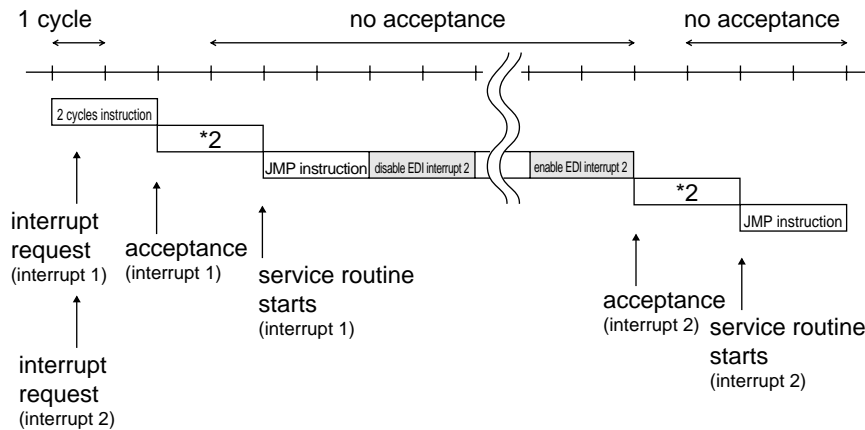 1 cycle
no acceptance
no acceptance
2 cycles instruction
*2
JMP instruction
disable EDI interrupt 2
enable EDI interrupt 2
*2
JMP instruction
interrupt
request
(interrupt 1)
acceptance
(interrupt 1)
service routine
starts
(interrupt 1)
acceptance
(interrupt 2)
service routine
starts
(interrupt 2)
interrupt
request
(interrupt 2)